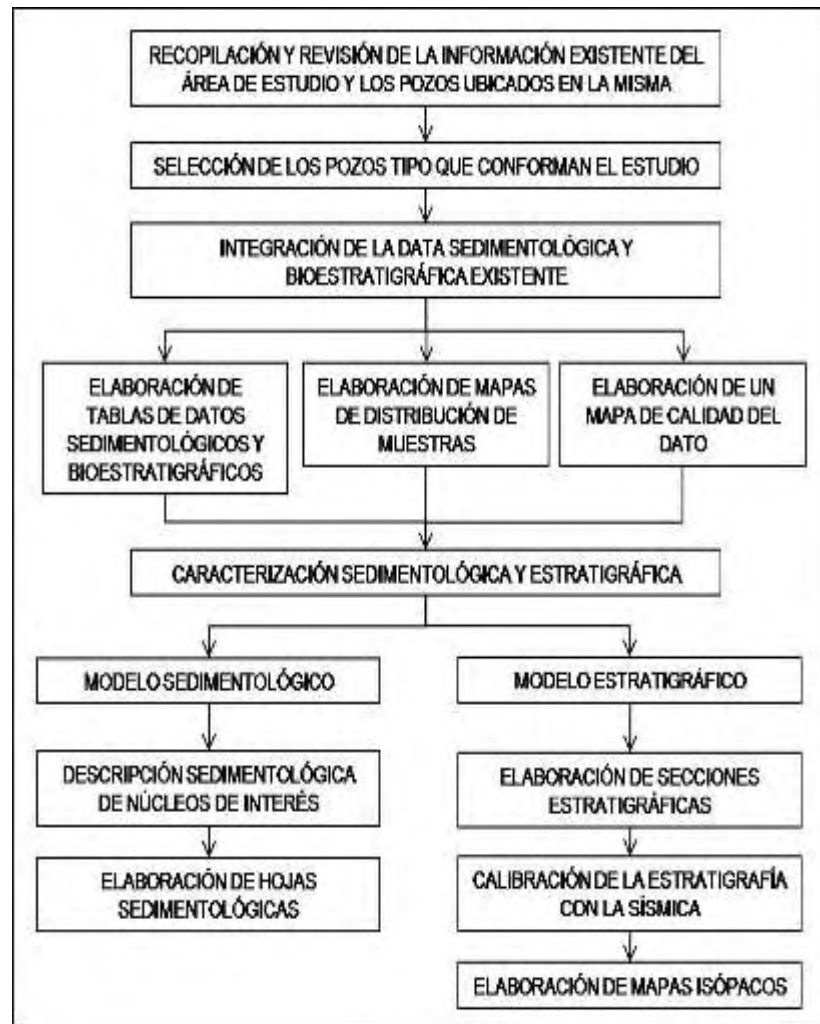 RECOPILACIÓN Y REVISIÓN DE LA INFORMACIÓN EXISTENTE DEL
ÁREA DE ESTUDIO Y LOS POZOS UBICADOS EN LA MISMA
SELECCIÓN DE LOS POZOS TIPO QUE CONFORMAN EL ESTUDIO
INTEGRACIÓN DE LA DATA SEDIMENTOLÓGICA Y
BIOESTRATIGRÁFICA EXISTENTE
ELABORACIÓN DE
TABLAS DE DATOS
SEDIMENTOLÓGICOS Y
BIOESTRATIGRÁFICOS
ELABORACIÓN DE MAPAS
DE DISTRIBUCIÓN DE
MUESTRAS
ELABORACIÓN DE UN
MAPA DE CALIDAD DEL
DATO
CARACTERIZACIÓN SEDIMENTOLÓGICA Y ESTRATIGRÁFICA
MODELO SEDIMENTOLÓGICO
DESCRIPCIÓN SEDIMENTOLÓGICA
DE NÚCLEOS DE INTERÉS
ELABORACIÓN DE HOJAS
SEDIMENTOLÓGICAS
MODELO ESTRATIGRÁFICO
ELABORACIÓN DE SECCIONES
ESTRATIGRÁFICAS
CALIBRACIÓN DE LA ESTRATIGRAFÍA
CON LA SÍSMICA
ELABORACIÓN DE MAPAS ISÓPACOS